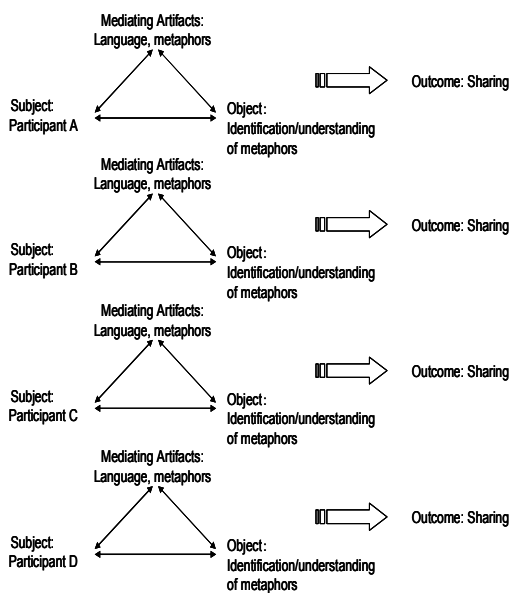 Mediating Artifacts:
Language, metaphors
Outcome: Sharing
Subject:
Participant A
Object:
Identification/understanding
of metaphors
Mediating Artifacts:
Language, metaphors
Outcome: Sharing
Subject:
Participant B
Object:
Identification/understanding
of metaphors
Mediating Artifacts:
Language, metaphors
Outcome: Sharing
Subject:
Participant C
Object:
Identification/understanding
of metaphors
Mediating Artifacts:
Language, metaphors
Outcome: Sharing
Subject:
Participant D
Object:
Identification/understanding
of metaphors